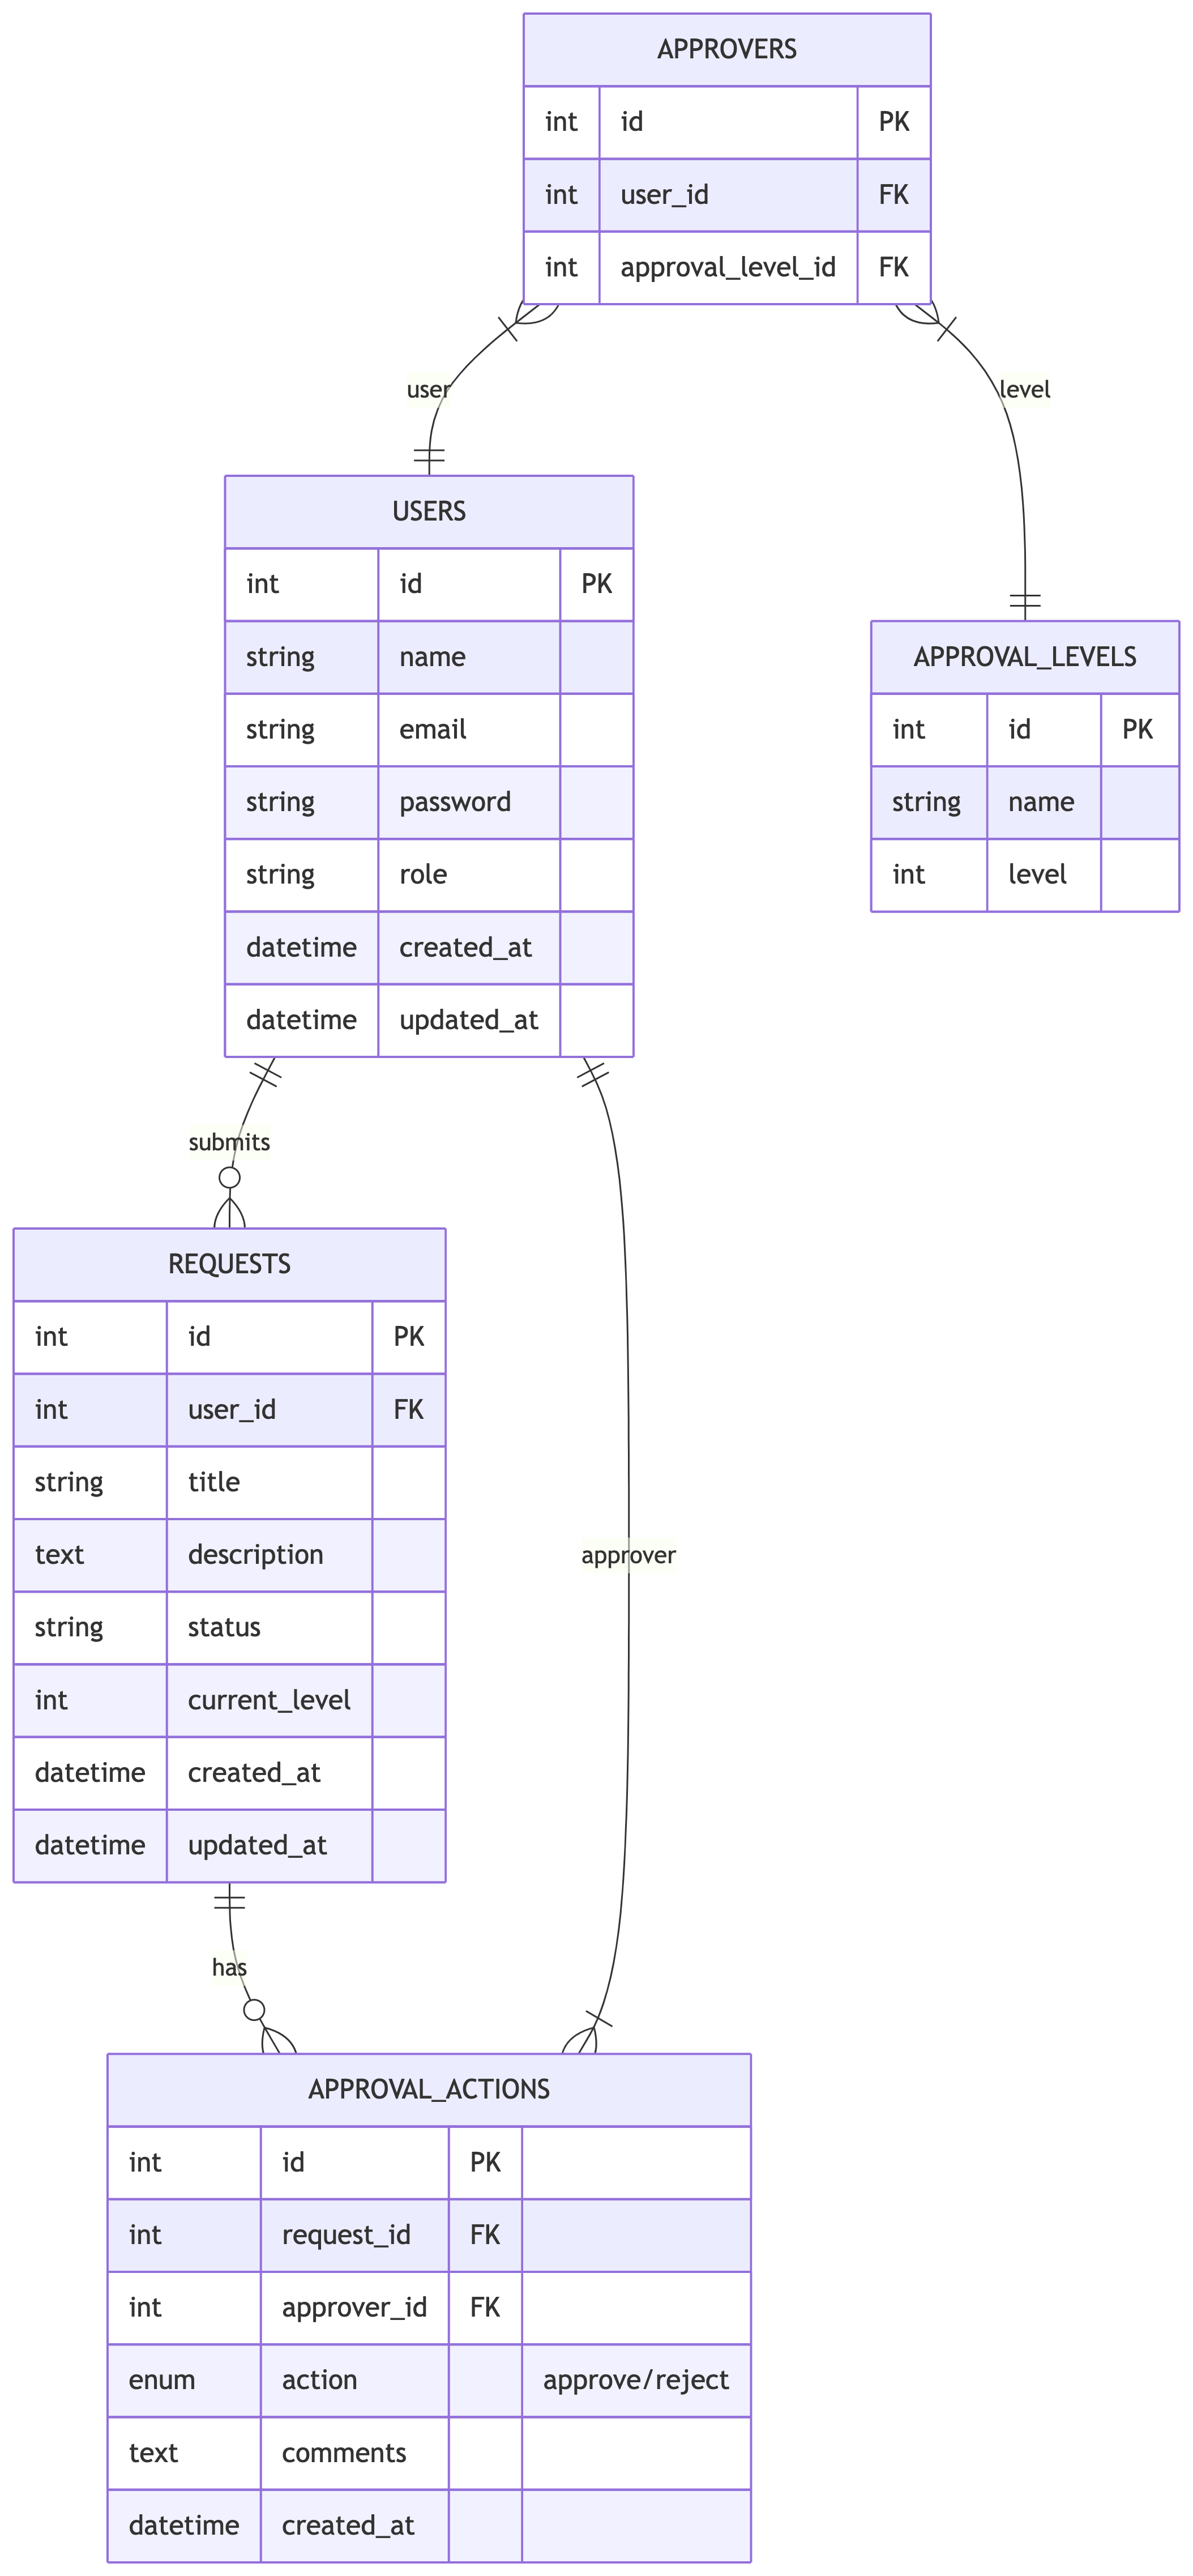 APPROVERS
int id PK
int user_id FK
int approval_level_id FK
user
level
USERS
int id PK
string name
string email
string password
string role
datetime created_at
datetime updated_at
APPROVAL_LEVELS
int id PK
string name
int level
submits
REQUESTS
int id PK
int user_id FK
string title
text description
string status
int current_level
datetime created_at
datetime updated_at
approver
has
APPROVAL_ACTIONS
int id PK
int request_id FK
int approver_id FK
enum action approve/reject
text comments
datetime created_at